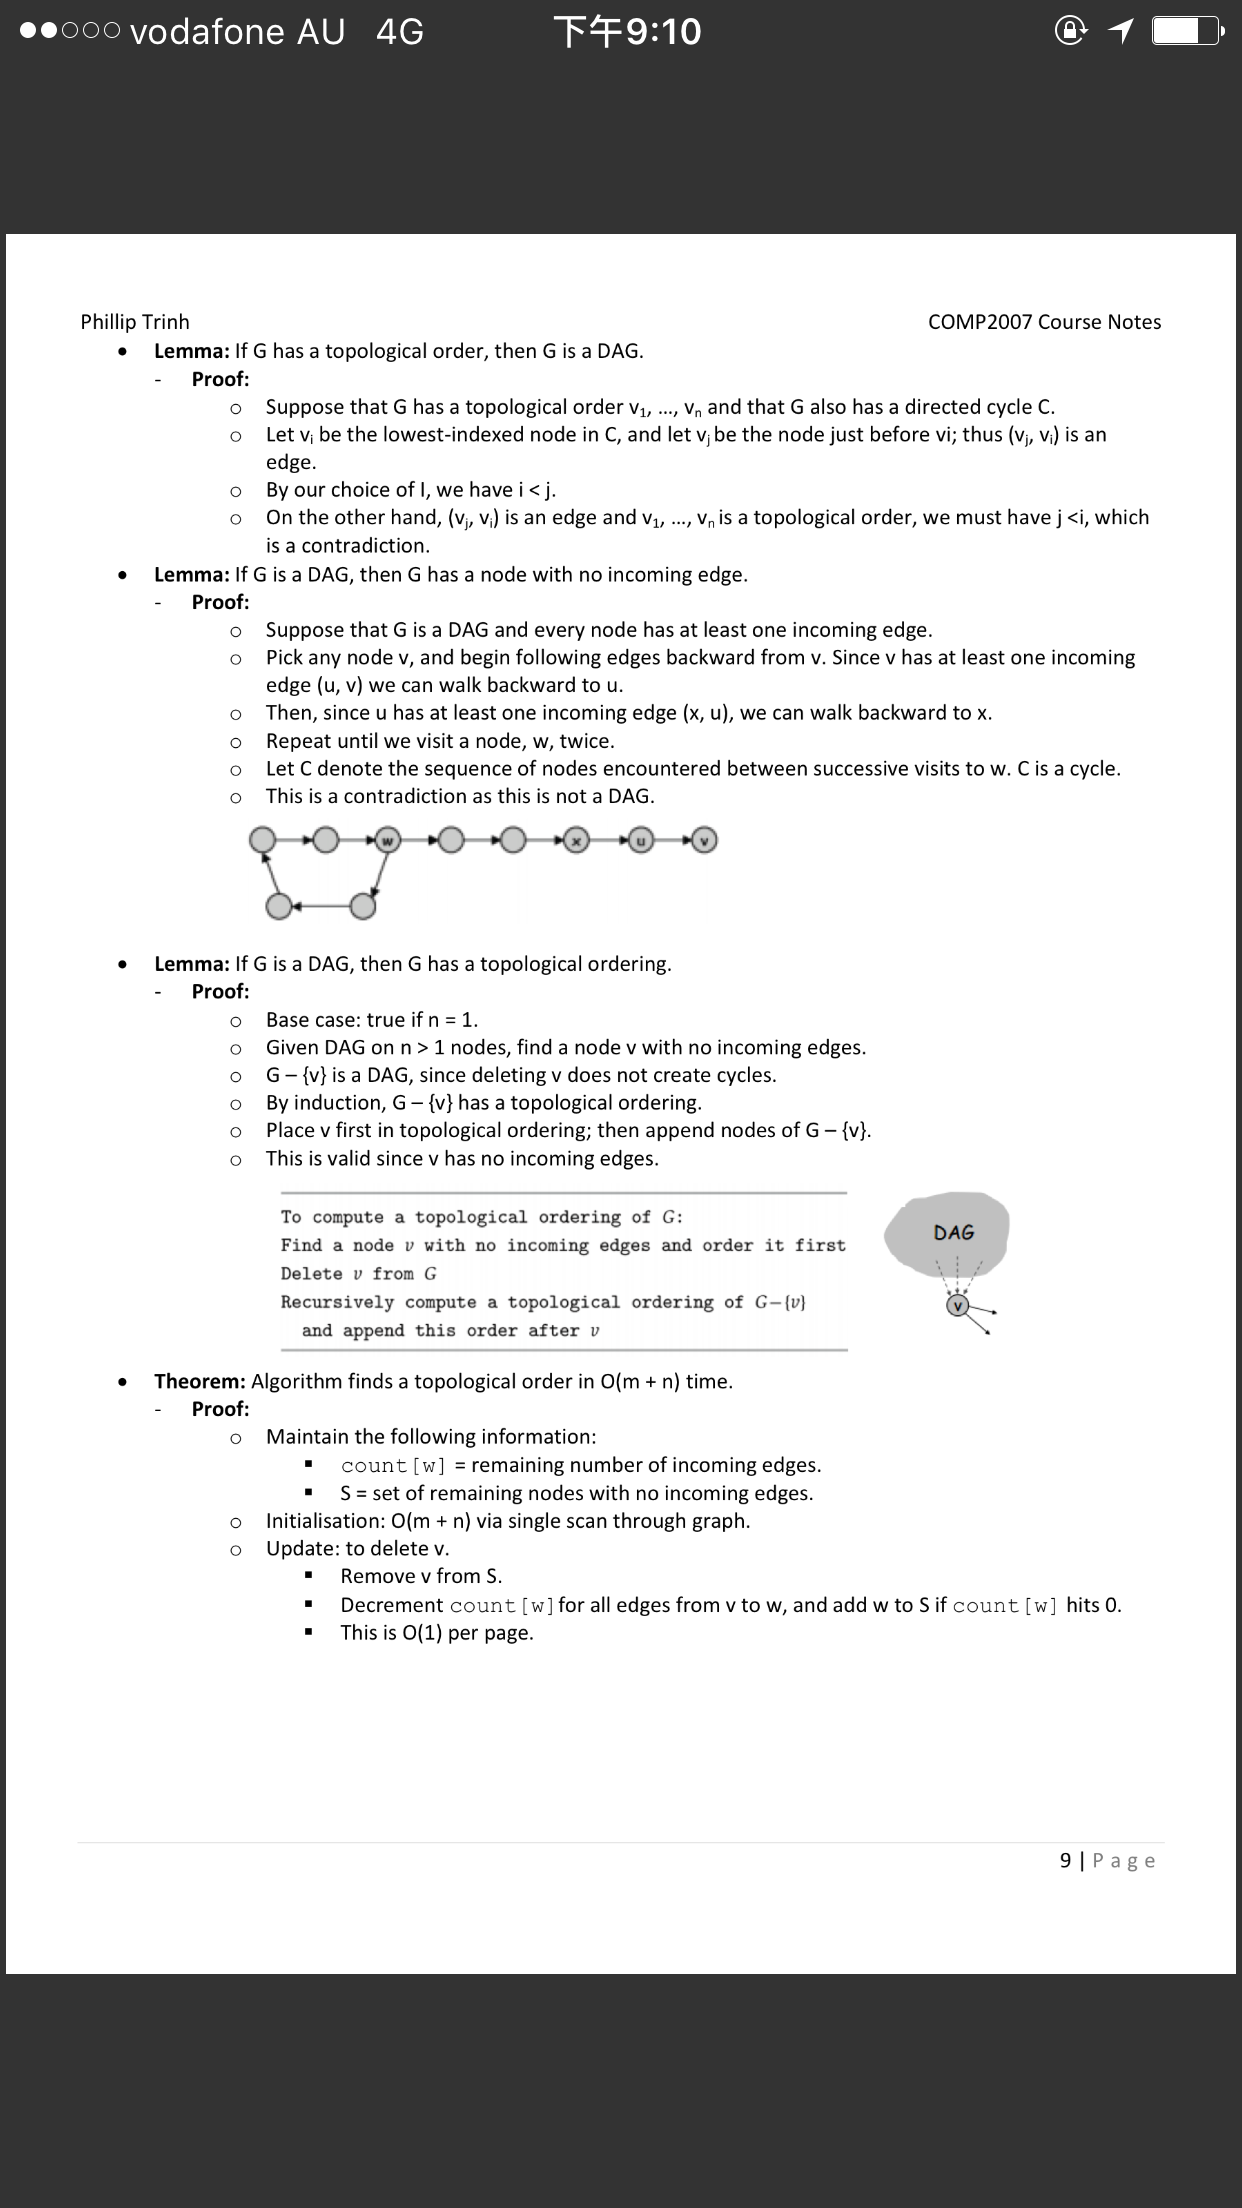 vodafone AU 4G 下午9:10
Phillip Trinh COMP2007 Course Notes
• Lemma: If G has a topological order, then G is a DAG.
- Proof:
o Suppose that G has a topological order v₁, ..., vₙ and that G also has a directed cycle C.
o Let vᵢ be the lowest-indexed node in C, and let vⱼ be the node just before vi; thus (vⱼ, vᵢ) is an
edge.
o By our choice of I, we have i < j.
o On the other hand, (vⱼ, vᵢ) is an edge and v₁, ..., vₙ is a topological order, we must have j <i, which
is a contradiction.
• Lemma: If G is a DAG, then G has a node with no incoming edge.
- Proof:
o Suppose that G is a DAG and every node has at least one incoming edge.
o Pick any node v, and begin following edges backward from v. Since v has at least one incoming
edge (u, v) we can walk backward to u.
o Then, since u has at least one incoming edge (x, u), we can walk backward to x.
o Repeat until we visit a node, w, twice.
o Let C denote the sequence of nodes encountered between successive visits to w. C is a cycle.
o This is a contradiction as this is not a DAG.
w x u v
• Lemma: If G is a DAG, then G has a topological ordering.
- Proof:
o Base case: true if n = 1.
o Given DAG on n > 1 nodes, find a node v with no incoming edges.
o G – {v} is a DAG, since deleting v does not create cycles.
o By induction, G – {v} has a topological ordering.
o Place v first in topological ordering; then append nodes of G – {v}.
o This is valid since v has no incoming edges.
To compute a topological ordering of G:
Find a node v with no incoming edges and order it first
Delete v from G
Recursively compute a topological ordering of G–{v}
and append this order after v
DAG
v
• Theorem: Algorithm finds a topological order in O(m + n) time.
- Proof:
o Maintain the following information:
▪ count[w] = remaining number of incoming edges.
▪ S = set of remaining nodes with no incoming edges.
o Initialisation: O(m + n) via single scan through graph.
o Update: to delete v.
▪ Remove v from S.
▪ Decrement count[w] for all edges from v to w, and add w to S if count[w] hits 0.
▪ This is O(1) per page.
9 | Page